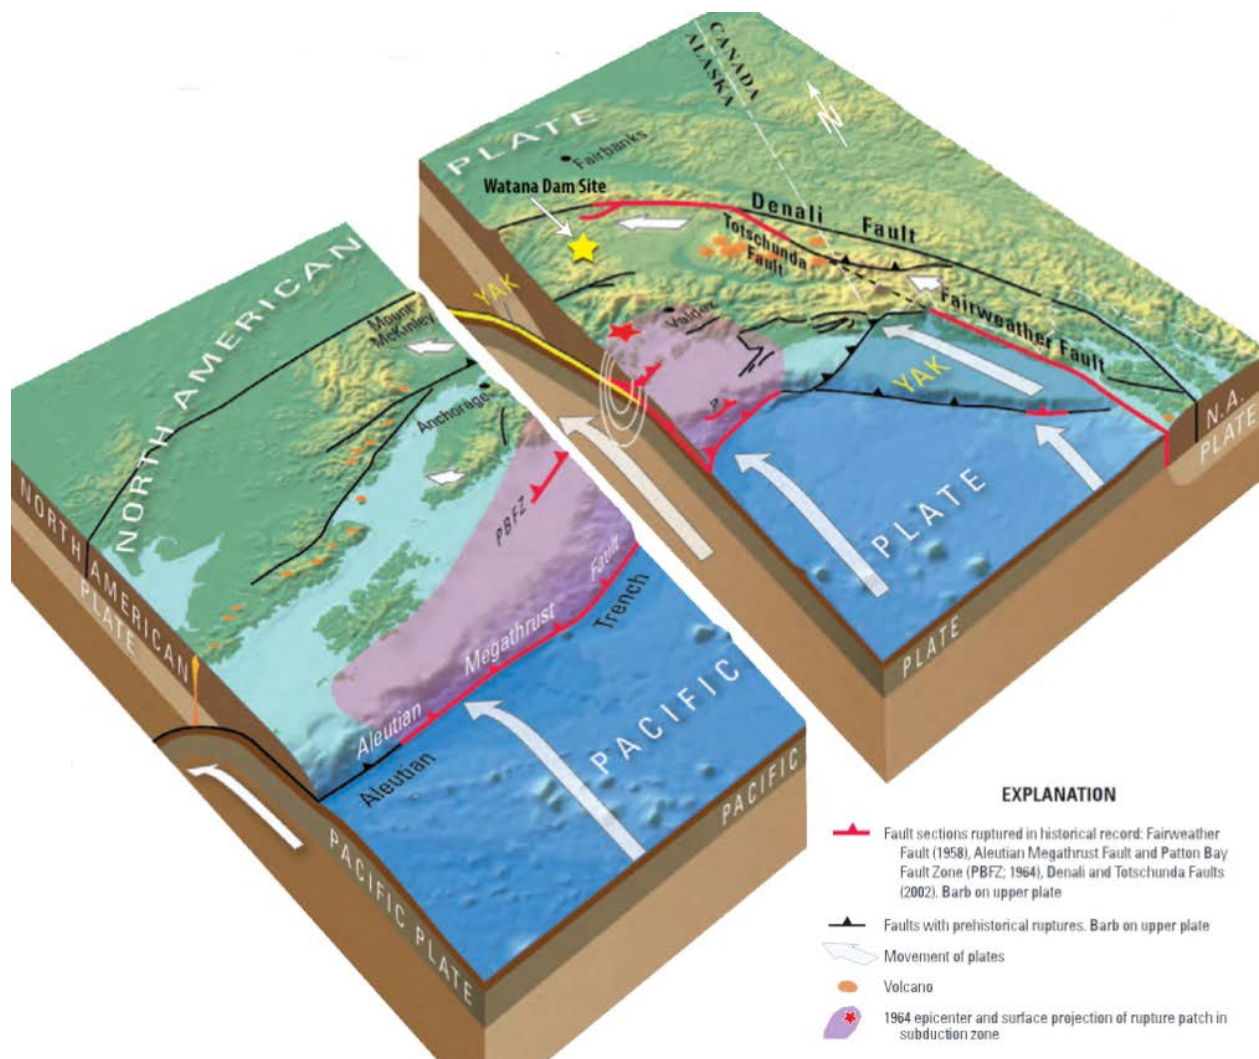 CANADA
ALASKA
N
PLATE
Fairbanks
Watana Dam Site
Denali
Fault
Totschunda
Fault
Fairweather Fault
Valdez
YAK
YAK
N.A.
PLATE
NORTH AMERICAN
Mount
McKinley
Anchorage
PBFZ
?
PLATE
PLATE
Aleutian Megathrust Fault
Aleutian Trench
PACIFIC
PACIFIC
NORTH AMERICAN
PLATE
PACIFIC PLATE
EXPLANATION
Fault sections ruptured in historical record: Fairweather
Fault (1958), Aleutian Megathrust Fault and Patton Bay
Fault Zone (PBFZ; 1964), Denali and Totschunda Faults
(2002). Barb on upper plate
Faults with prehistorical ruptures. Barb on upper plate
Movement of plates
Volcano
1964 epicenter and surface projection of rupture patch in
subduction zone